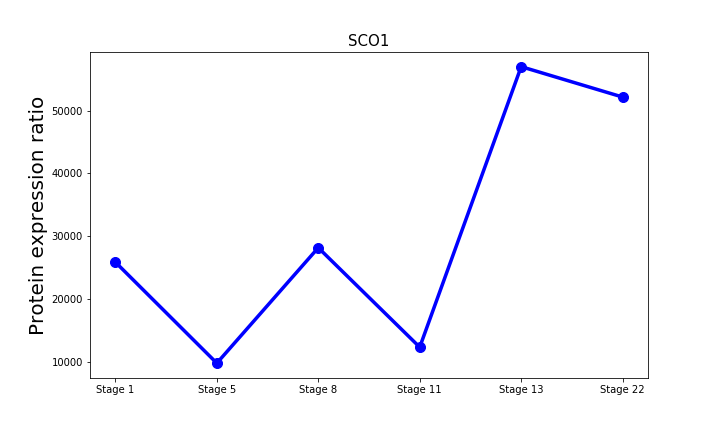 SCO1
Protein expression ratio
50000
40000
30000
20000
10000
Stage 1
Stage 5
Stage 8
Stage 11
Stage 13
Stage 22